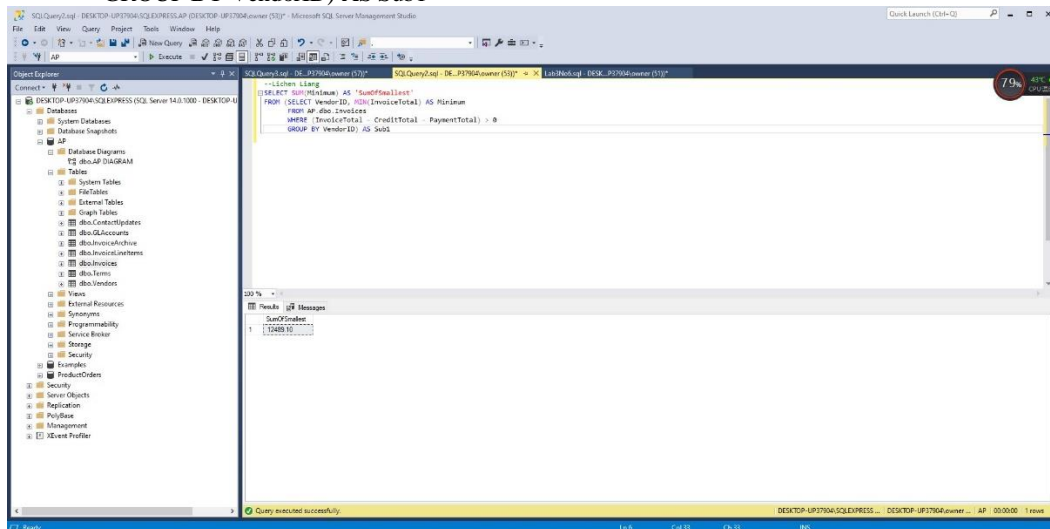 GROUP BY VendorID) AS Sub1
SQLQuery2.sql - DESKTOP-UP37904\SQLEXPRESS.AP (DESKTOP-UP37904\owner (53))* - Microsoft SQL Server Management Studio
Quick Launch (Ctrl+Q)
File Edit View Query Project Tools Window Help
New Query
AP
Execute
Object Explorer
SQLQuery3.sql - DE...P37904\owner (57))*
SQLQuery2.sql - DE...P37904\owner (53))*
Lab3No6.sql - DESK...P37904\owner (51))*
Connect
79%
43°C
DESKTOP-UP37904\SQLEXPRESS (SQL Server 14.0.1000 - DESKTOP-U
Databases
System Databases
Database Snapshots
AP
Database Diagrams
dbo.AP DIAGRAM
Tables
System Tables
FileTables
External Tables
Graph Tables
dbo.ContactUpdates
dbo.GLAccounts
dbo.InvoiceArchive
dbo.InvoiceLineItems
dbo.Invoices
dbo.Terms
dbo.Vendors
Views
External Resources
Synonyms
Programmability
Service Broker
Storage
Security
Examples
ProductOrders
Security
Server Objects
Replication
PolyBase
Management
XEvent Profiler
--Lichen Liang
SELECT SUM(Minimum) AS 'SumOfSmallest'
FROM (SELECT VendorID, MIN(InvoiceTotal) AS Minimum
FROM AP.dbo.Invoices
WHERE (InvoiceTotal - CreditTotal - PaymentTotal) > 0
GROUP BY VendorID) AS Sub1
100 %
Results Messages
SumOfSmallest
1 12489.10
Query executed successfully.
DESKTOP-UP37904\SQLEXPRESS ... DESKTOP-UP37904\owner ... AP 00:00:00 1 rows
Ready
Ln 6 Col 33 Ch 33 INS